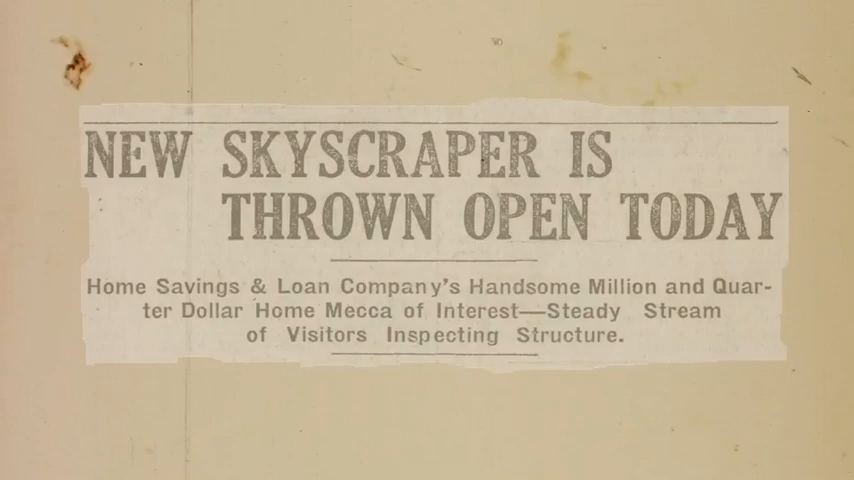 NEW SKYSCRAPER IS
THROWN OPEN TODAY
Home Savings & Loan Company's Handsome Million and Quar-
ter Dollar Home Mecca of Interest—Steady Stream
of Visitors Inspecting Structure.